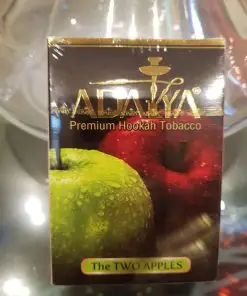 ADALYA®
Premium Hookah Tobacco
The TWO APPLES